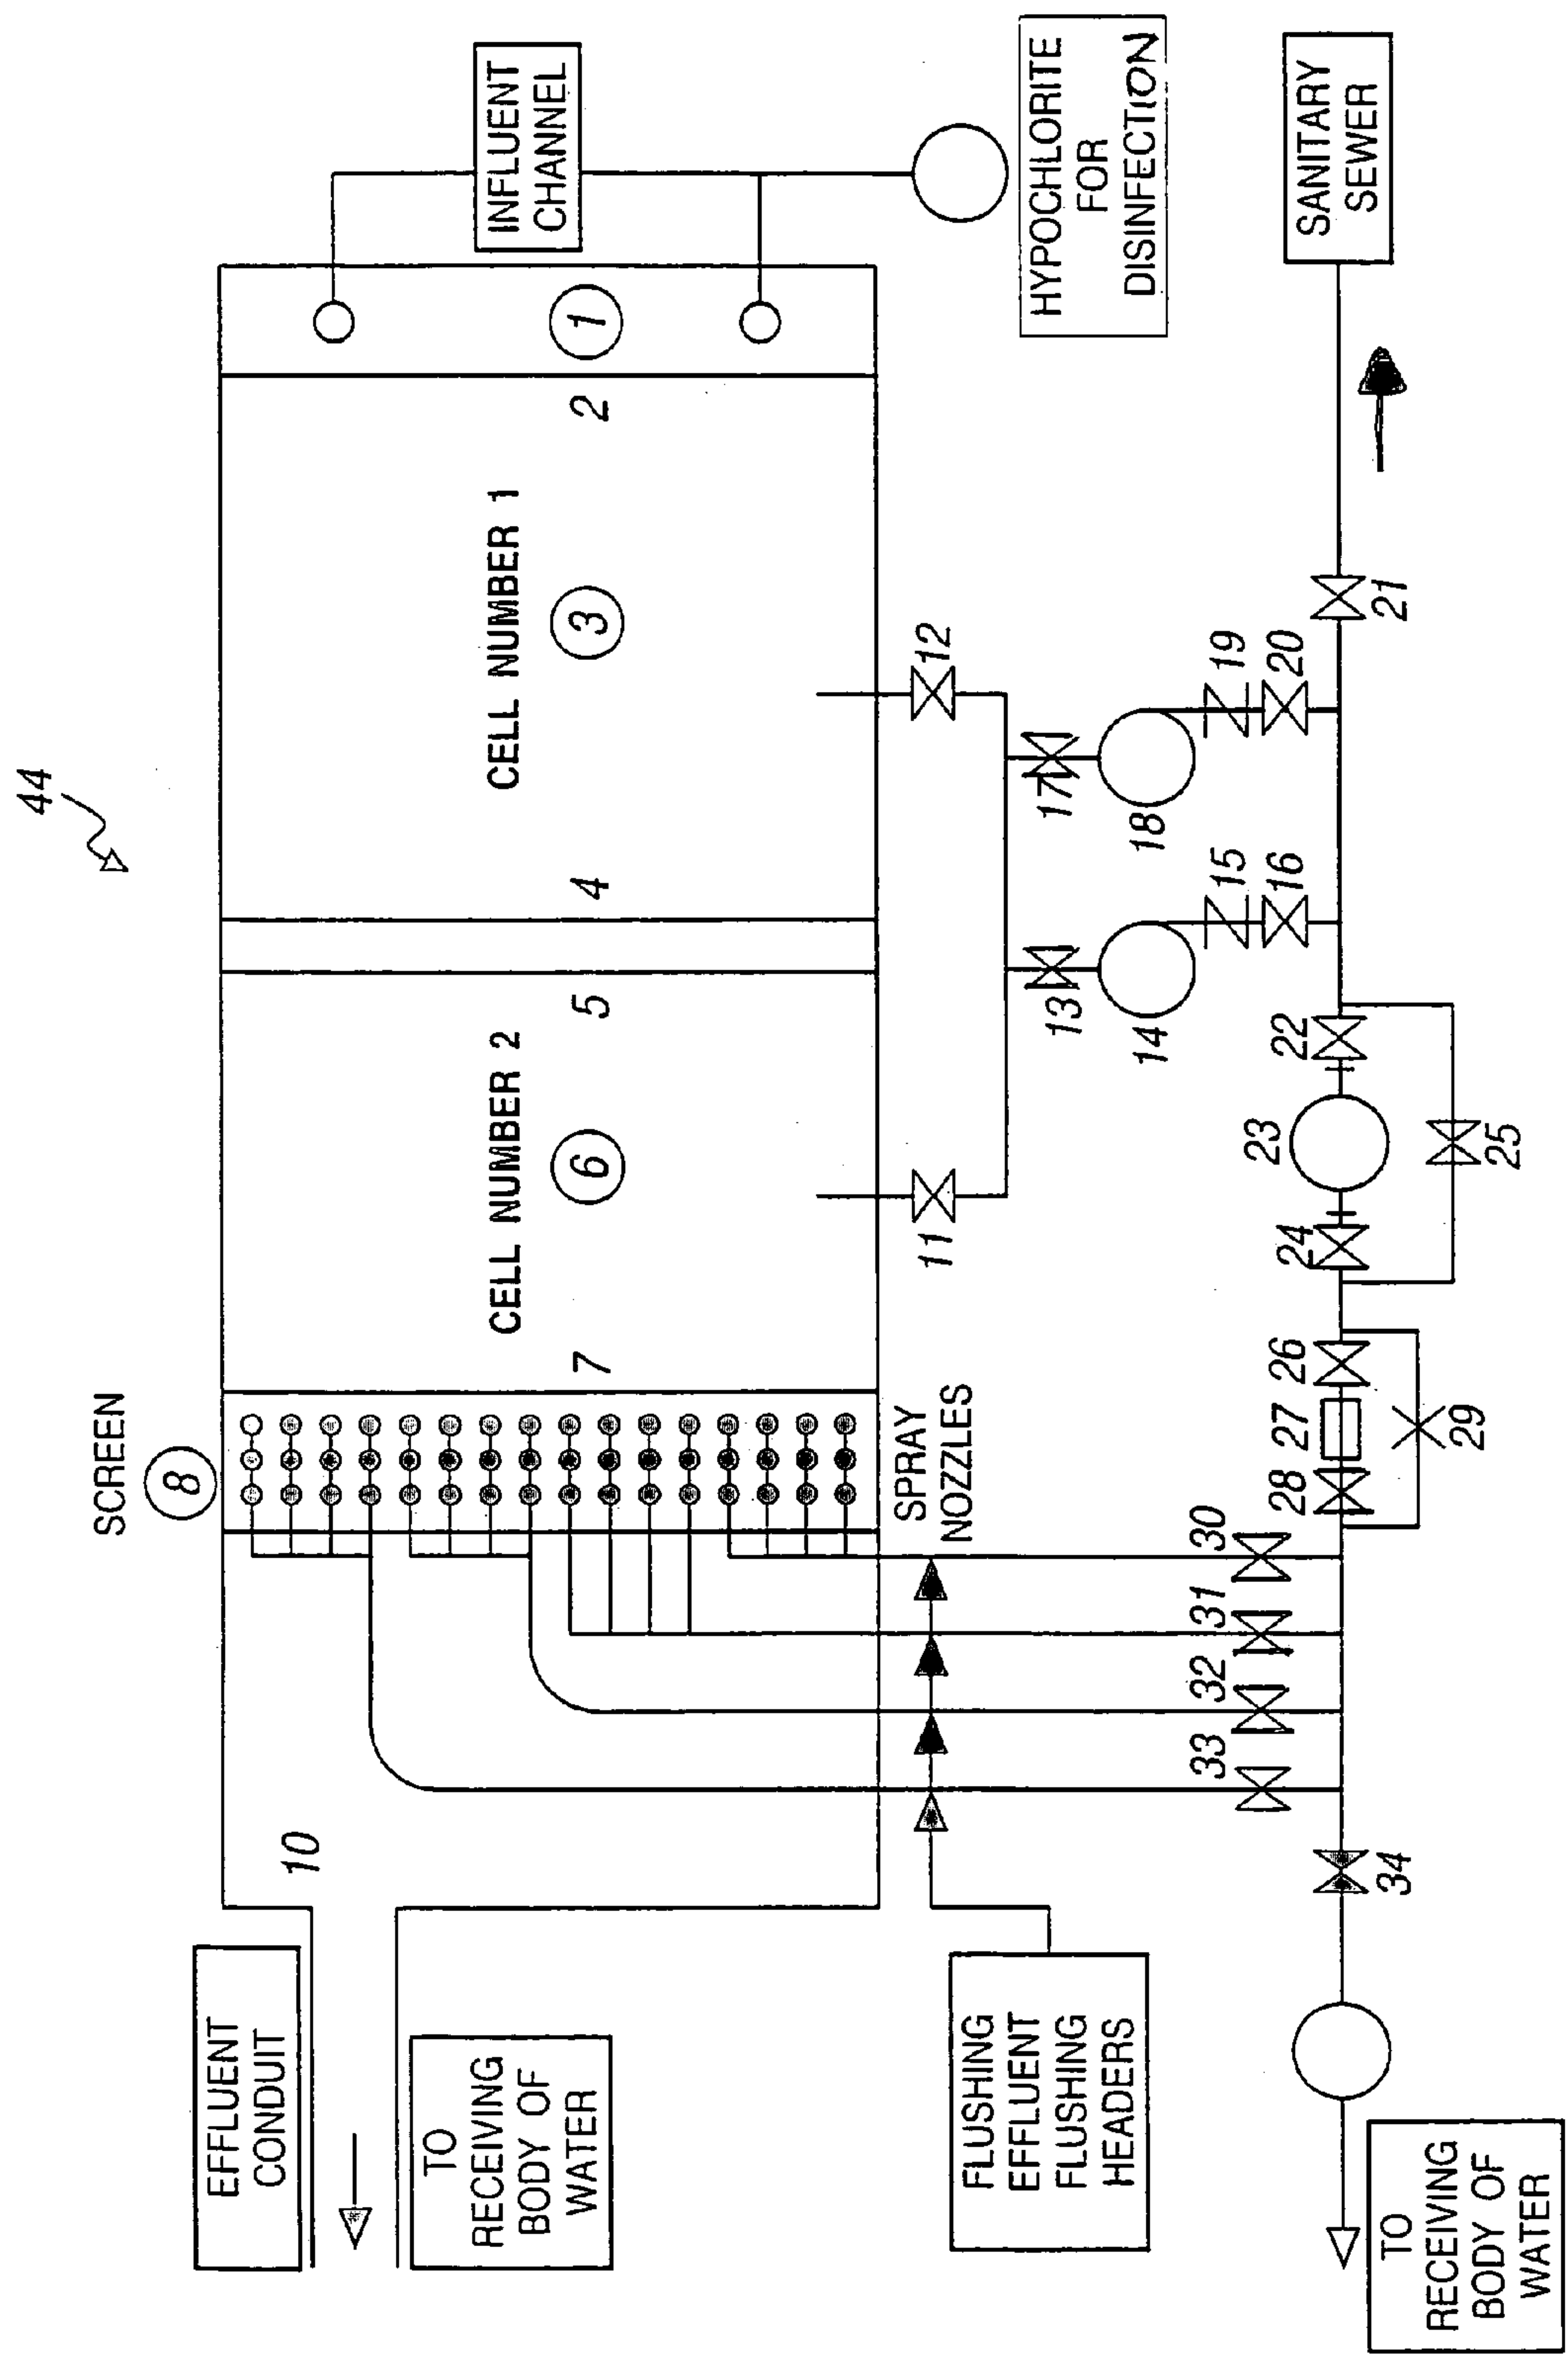 44
SCREEN
8
EFFLUENT
CONDUIT
10
TO
RECEIVING
BODY OF
WATER
CELL NUMBER 2
6
7
5
CELL NUMBER 1
3
4
2
1
INFLUENT
CHANNEL
SPRAY
NOZZLES
FLUSHING
EFFLUENT
FLUSHING
HEADERS
HYPOCHLORITE
FOR
DISINFECTION
11
12
13
14
15
16
17
18
19
20
33
32
31
30
28
27
26
24
23
22
21
34
29
25
SANITARY
SEWER
TO
RECEIVING
BODY OF
WATER